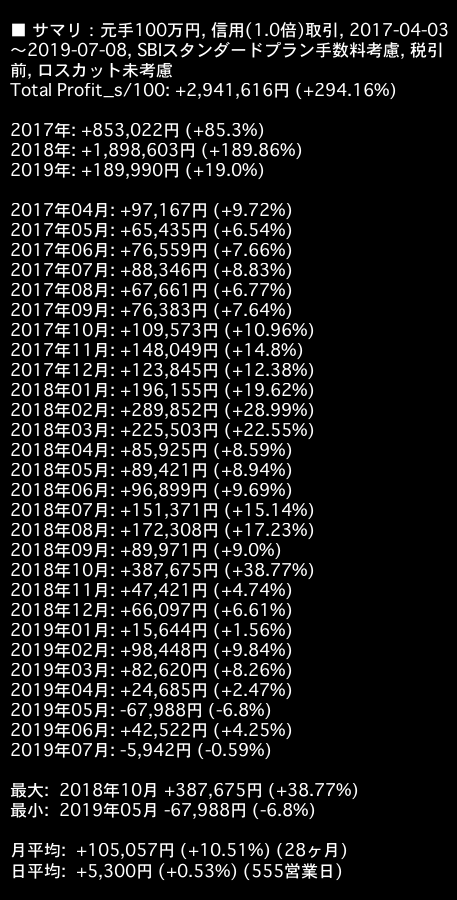 ■ サマリ：元手100万円, 信用(1.0倍)取引, 2017-04-03
～2019-07-08, SBIスタンダードプラン手数料考慮, 税引
前, ロスカット未考慮
Total Profit_s/100: +2,941,616円 (+294.16%)
2017年: +853,022円 (+85.3%)
2018年: +1,898,603円 (+189.86%)
2019年: +189,990円 (+19.0%)
2017年04月: +97,167円 (+9.72%)
2017年05月: +65,435円 (+6.54%)
2017年06月: +76,559円 (+7.66%)
2017年07月: +88,346円 (+8.83%)
2017年08月: +67,661円 (+6.77%)
2017年09月: +76,383円 (+7.64%)
2017年10月: +109,573円 (+10.96%)
2017年11月: +148,049円 (+14.8%)
2017年12月: +123,845円 (+12.38%)
2018年01月: +196,155円 (+19.62%)
2018年02月: +289,852円 (+28.99%)
2018年03月: +225,503円 (+22.55%)
2018年04月: +85,925円 (+8.59%)
2018年05月: +89,421円 (+8.94%)
2018年06月: +96,899円 (+9.69%)
2018年07月: +151,371円 (+15.14%)
2018年08月: +172,308円 (+17.23%)
2018年09月: +89,971円 (+9.0%)
2018年10月: +387,675円 (+38.77%)
2018年11月: +47,421円 (+4.74%)
2018年12月: +66,097円 (+6.61%)
2019年01月: +15,644円 (+1.56%)
2019年02月: +98,448円 (+9.84%)
2019年03月: +82,620円 (+8.26%)
2019年04月: +24,685円 (+2.47%)
2019年05月: -67,988円 (-6.8%)
2019年06月: +42,522円 (+4.25%)
2019年07月: -5,942円 (-0.59%)
最大: 2018年10月 +387,675円 (+38.77%)
最小: 2019年05月 -67,988円 (-6.8%)
月平均: +105,057円 (+10.51%) (28ヶ月)
日平均: +5,300円 (+0.53%) (555営業日)